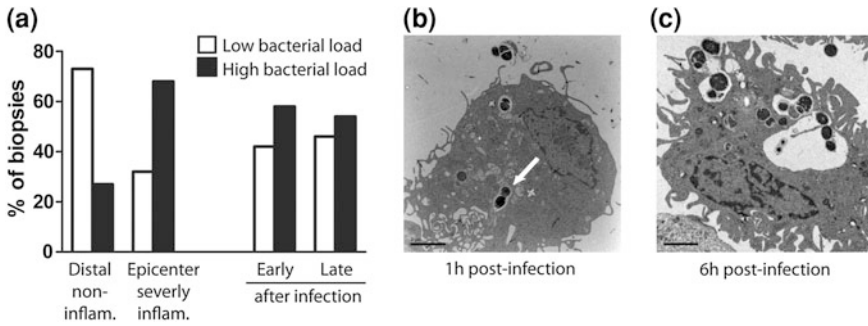 (a)
% of biopsies
80
60
40
20
0
Low bacterial load
High bacterial load
Distal
non-
inflam.
Epicenter
severly
inflam.
Early
Late
after infection
(b)
1h post-infection
(c)
6h post-infection